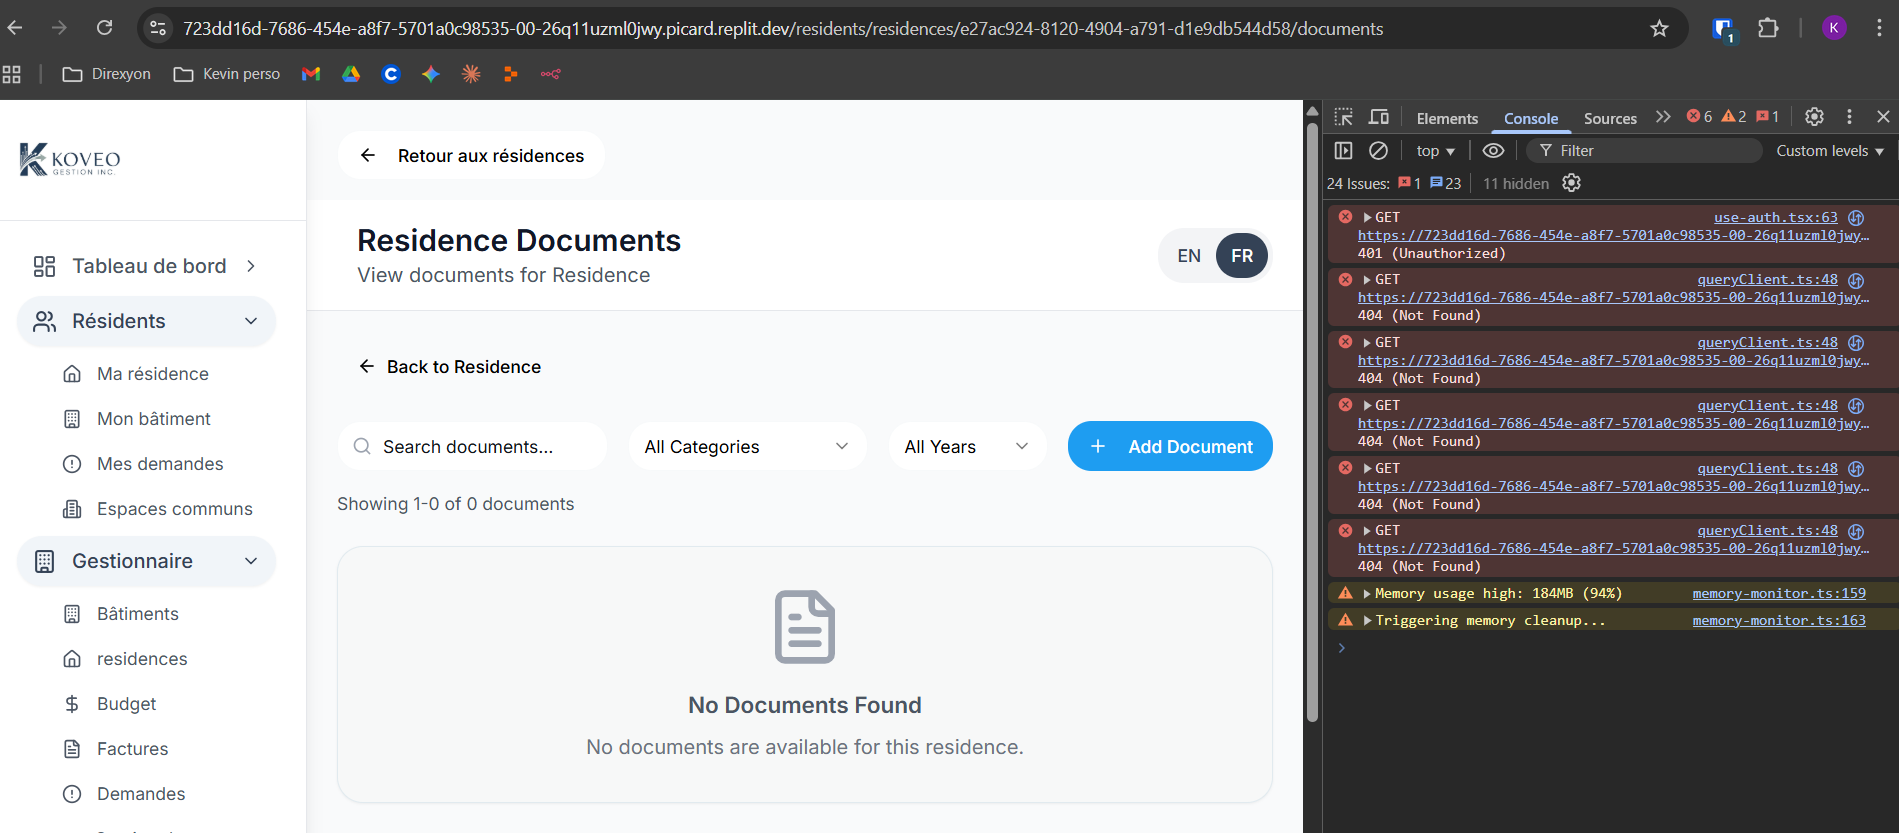 723dd16d-7686-454e-a8f7-5701a0c98535-00-26q11uzml0jwy.picard.replit.dev/residents/residences/e27ac924-8120-4904-a791-d1e9db544d58/documents
1
K
Direxyon
Kevin perso
KOVEO
GESTION INC.
Tableau de bord
Résidents
Ma résidence
Mon bâtiment
Mes demandes
Espaces communs
Gestionnaire
Bâtiments
residences
Budget
Factures
Demandes
Retour aux résidences
Residence Documents
View documents for Residence
EN FR
Back to Residence
Search documents... All Categories All Years + Add Document
Showing 1-0 of 0 documents
No Documents Found
No documents are available for this residence.
Elements Console Sources 6 2 1
top Filter Custom levels
24 Issues: 1 23 11 hidden
GET use-auth.tsx:63
https://723dd16d-7686-454e-a8f7-5701a0c98535-00-26q11uzml0jwy…
401 (Unauthorized)
GET queryClient.ts:48
https://723dd16d-7686-454e-a8f7-5701a0c98535-00-26q11uzml0jwy…
404 (Not Found)
GET queryClient.ts:48
https://723dd16d-7686-454e-a8f7-5701a0c98535-00-26q11uzml0jwy…
404 (Not Found)
GET queryClient.ts:48
https://723dd16d-7686-454e-a8f7-5701a0c98535-00-26q11uzml0jwy…
404 (Not Found)
GET queryClient.ts:48
https://723dd16d-7686-454e-a8f7-5701a0c98535-00-26q11uzml0jwy…
404 (Not Found)
GET queryClient.ts:48
https://723dd16d-7686-454e-a8f7-5701a0c98535-00-26q11uzml0jwy…
404 (Not Found)
Memory usage high: 184MB (94%) memory-monitor.ts:159
Triggering memory cleanup... memory-monitor.ts:163